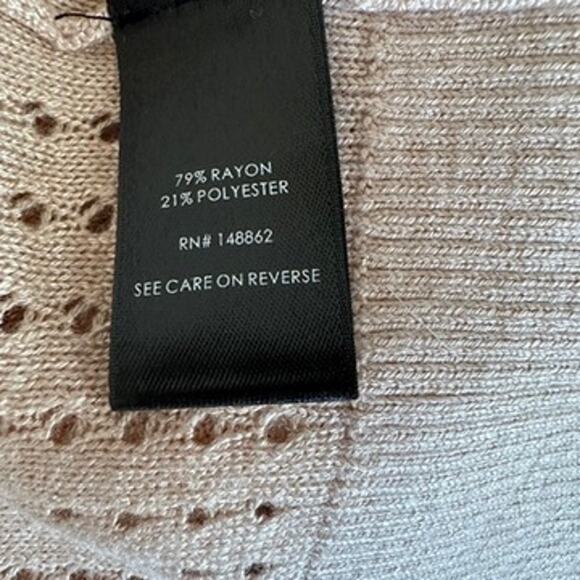 79% RAYON
21% POLYESTER
RN# 148862
SEE CARE ON REVERSE